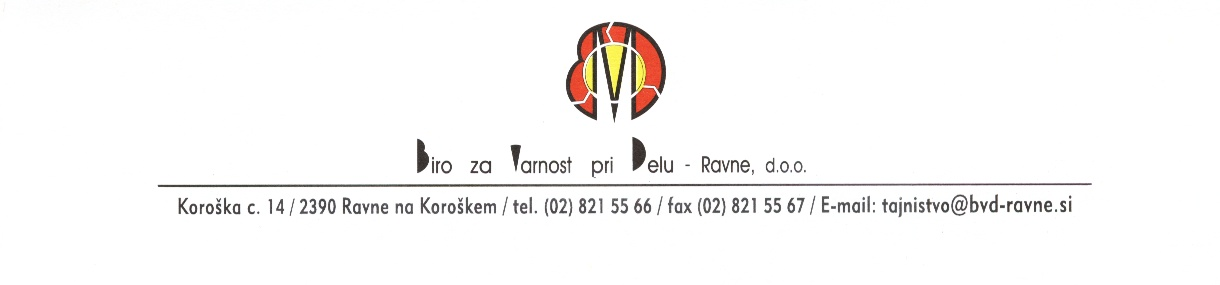 Biro za Varnost pri Delu - Ravne, d.o.o.
Koroška c. 14 / 2390 Ravne na Koroškem / tel. (02) 821 55 66 / fax (02) 821 55 67 / E-mail: tajnistvo@bvd-ravne.si